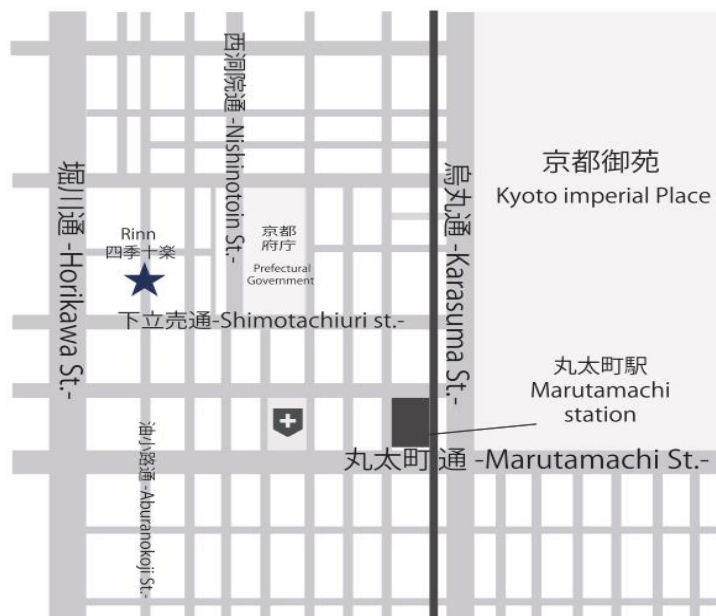 西洞院通 -Nishinotoin St.-
堀川通 -Horikawa St.-
烏丸通 -Karasuma St.-
京都御苑
Kyoto imperial Place
Rinn
四季十楽
京都
府庁
Prefectural
Government
下立売通-Shimotachiuri st.-
丸太町駅
Marutamachi
station
油小路通 -Aburanokoji St.-
丸太町 通 -Marutamachi St.-